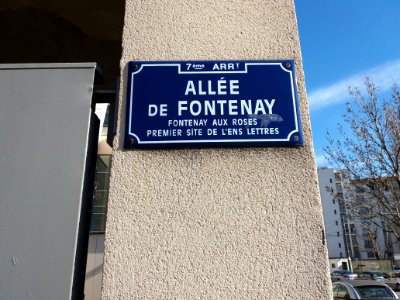 7ème ARRT
ALLÉE
DE FONTENAY
FONTENAY AUX ROSES
PREMIER SITE DE L'ENS LETTRES